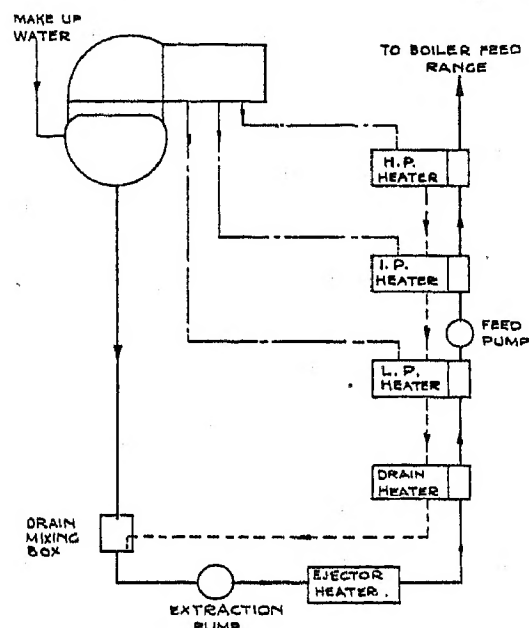 MAKE UP
WATER
TO BOILER FEED
RANGE
H.P.
HEATER
I.P.
HEATER
FEED
PUMP
L.P.
HEATER
DRAIN
HEATER
DRAIN
MIXING
BOX
EJECTOR
HEATER.
EXTRACTION
PUMP